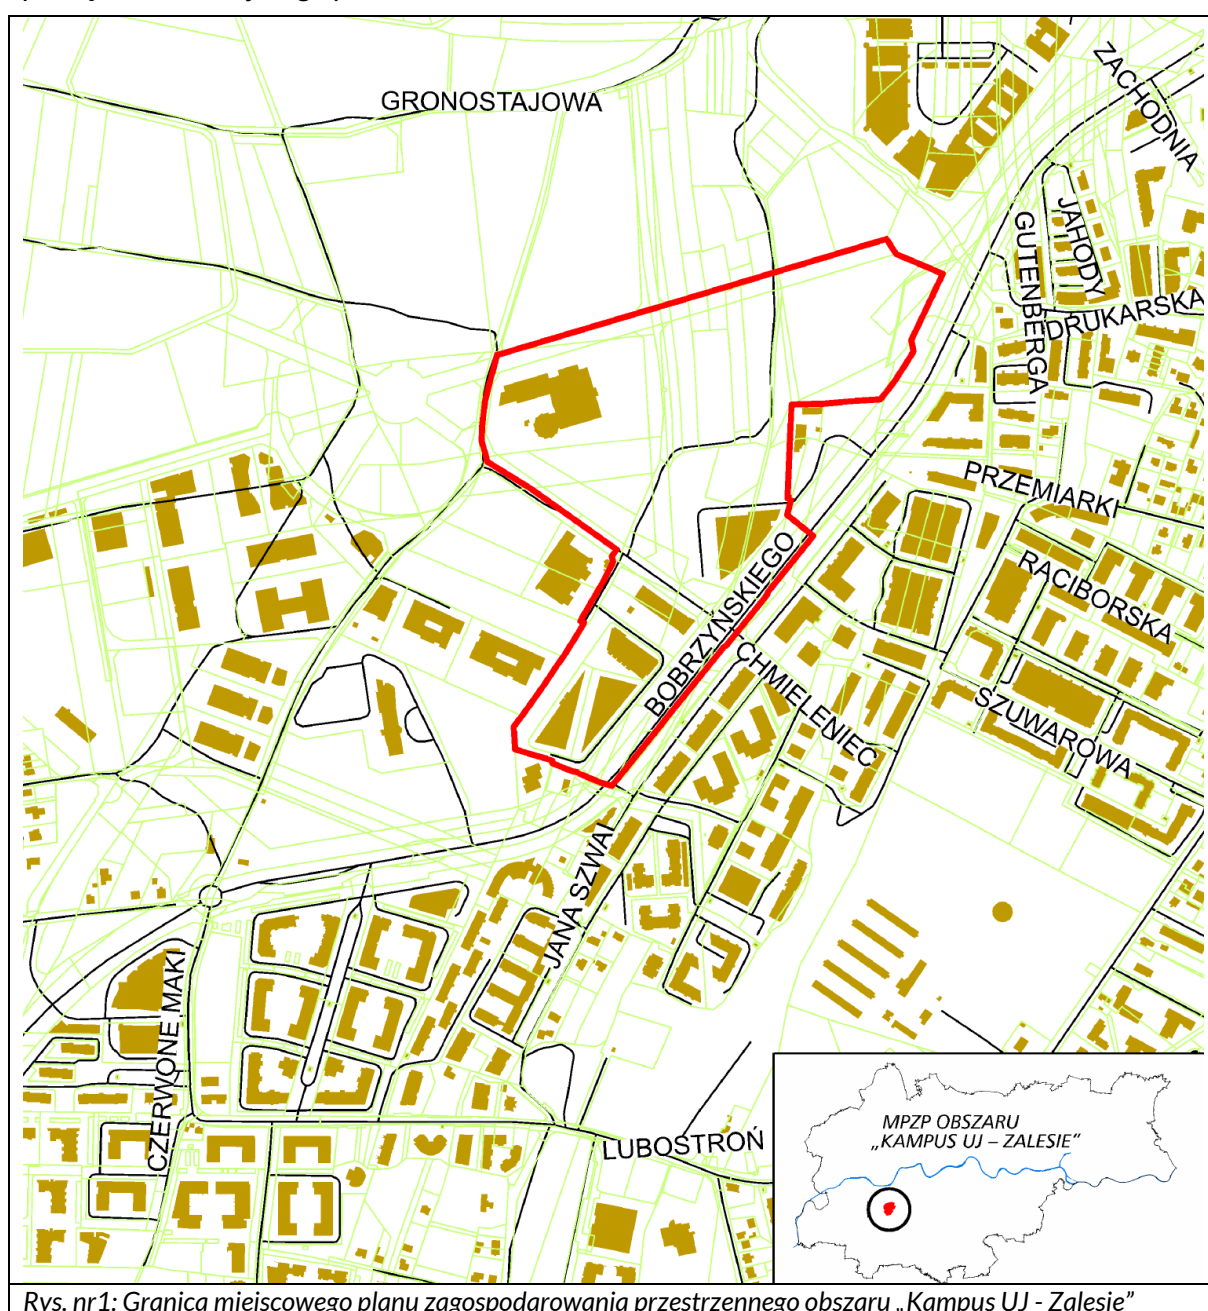 GRONOSTAJOWA
ZACHODNIA
JAHODY
GUTENBERGA
DRUKARSKA
PRZEMIARKI
RACIBORSKA
BOBRZYŃSKIEGO
CHMIELENIEC
SZUWAROWA
JANA SZWAI
CZERWONE MAKI
LUBOSTROŃ
MPZP OBSZARU
„KAMPUS UJ – ZALESIE”
Rys. nr1: Granica miejscowego planu zagospodarowania przestrzennego obszaru „Kampus UJ - Zalesie”